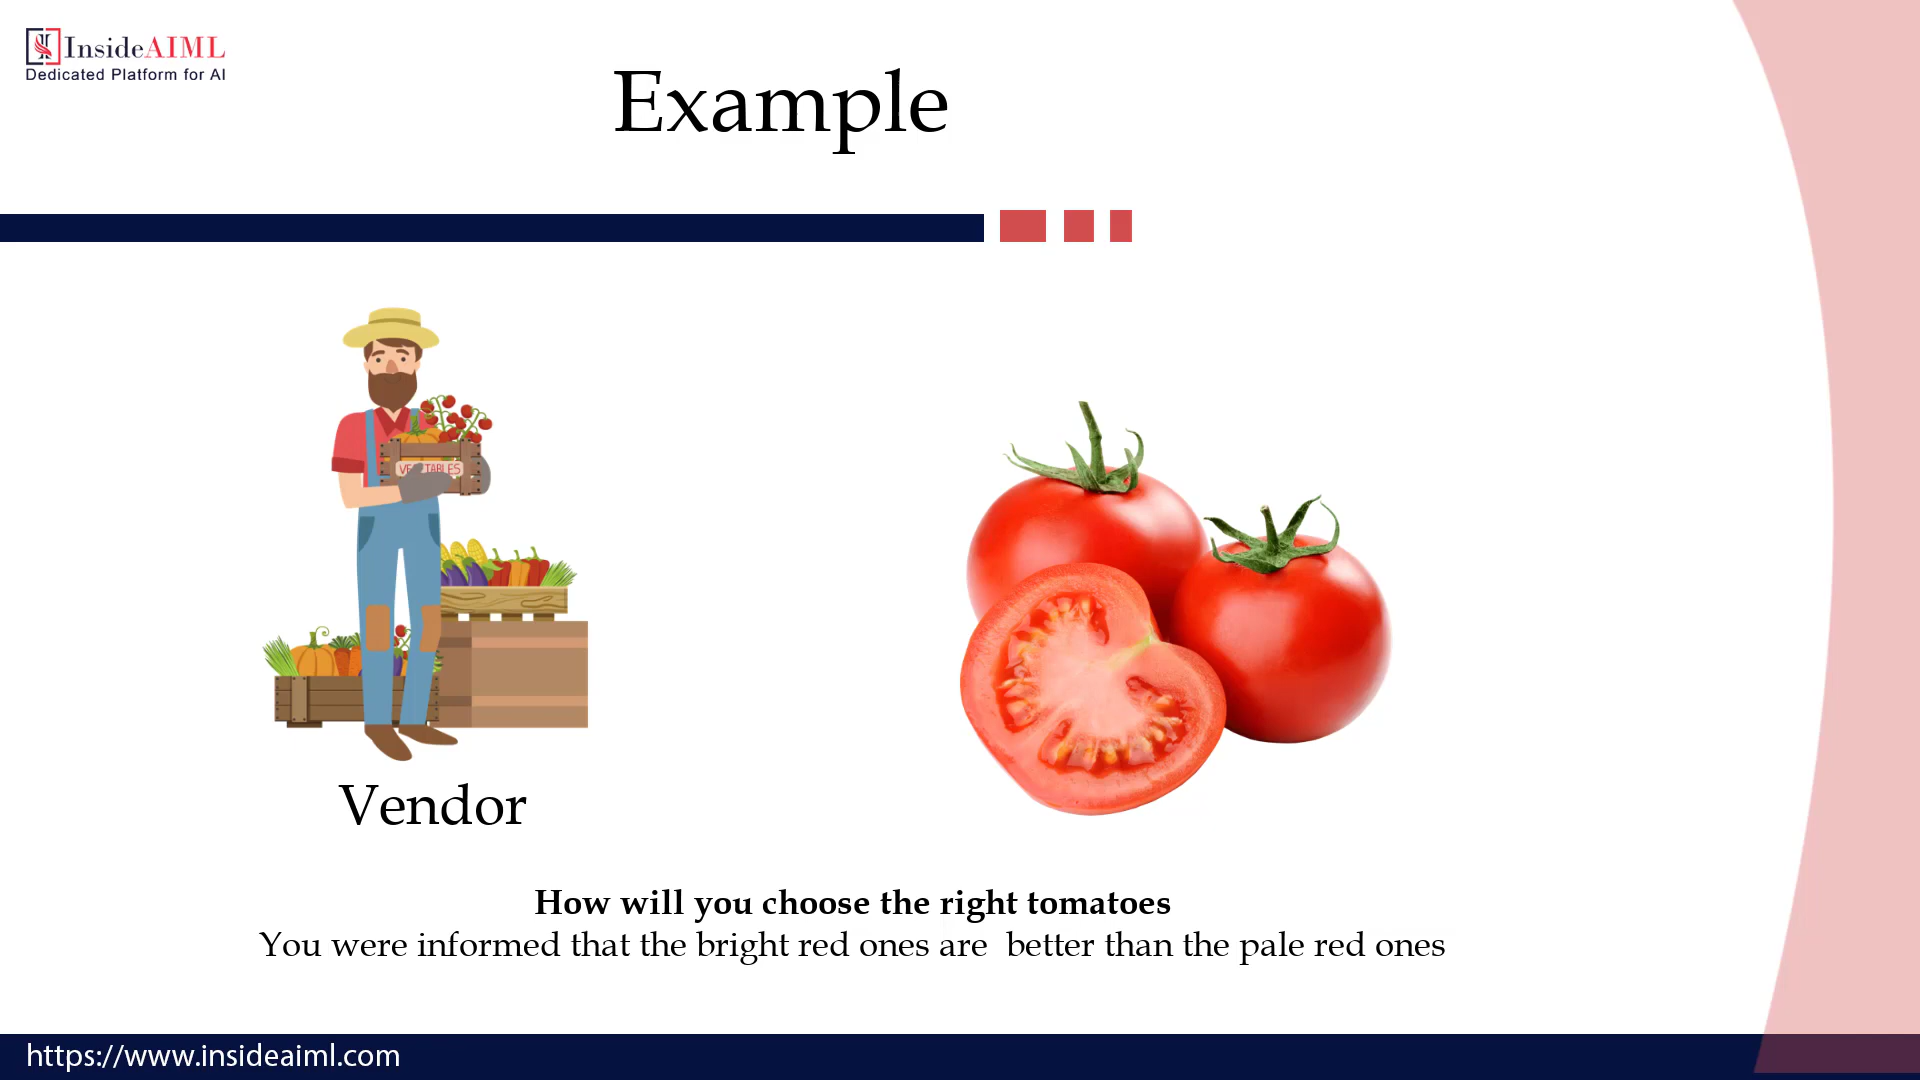 InsideAIML
Dedicated Platform for AI
Example
VEGETABLES
Vendor
How will you choose the right tomatoes
You were informed that the bright red ones are  better than the pale red ones
https://www.insideaiml.com